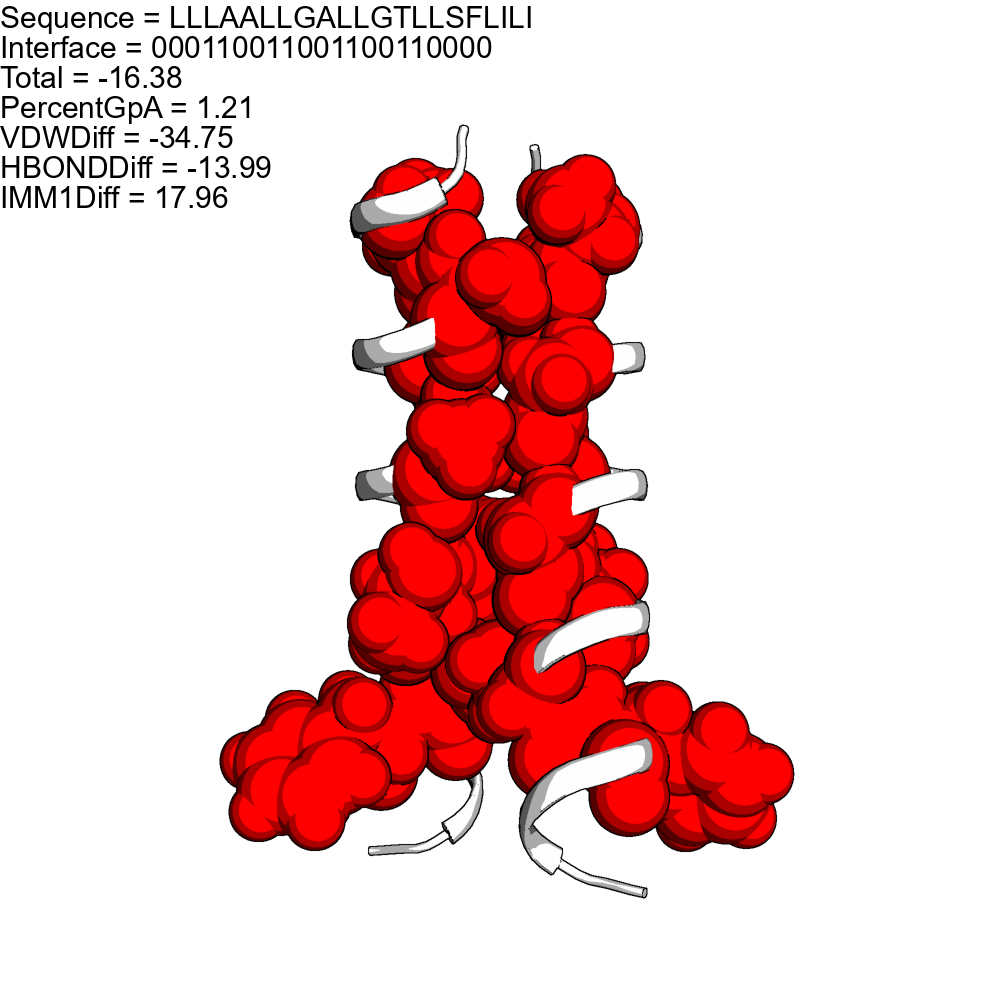 Sequence = LLLAALLGALLGTLLSFLILI
Interface = 000110011001100110000
Total = -16.38
PercentGpA = 1.21
VDWDiff = -34.75
HBONDDiff = -13.99
IMM1Diff = 17.96